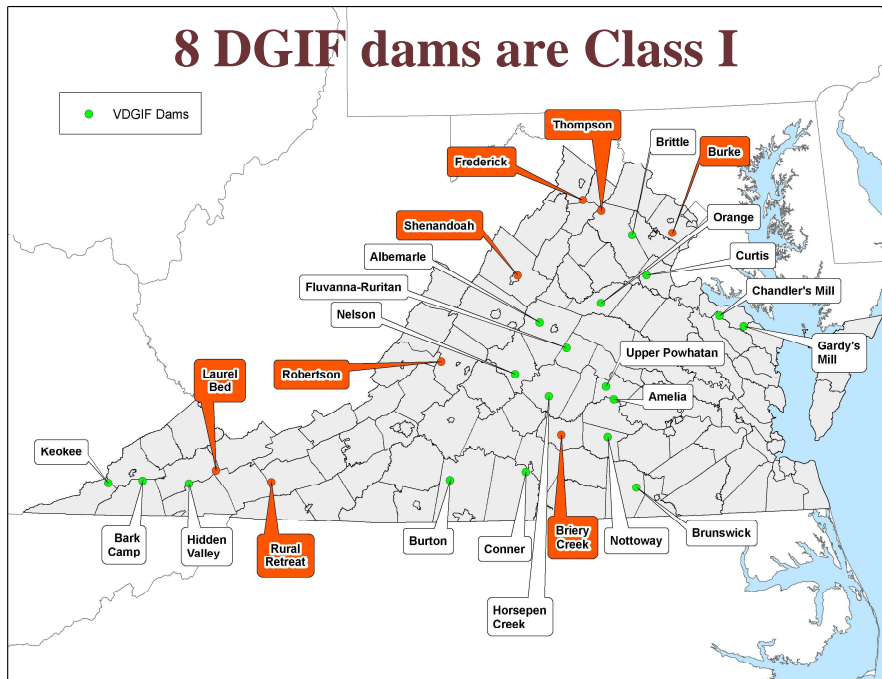 8 DGIF dams are Class I
VDGIF Dams
Thompson
Brittle
Burke
Frederick
Orange
Shenandoah
Albemarle
Curtis
Fluvanna-Ruritan
Chandler's Mill
Nelson
Gardy's
Mill
Upper Powhatan
Laurel
Bed
Robertson
Amelia
Keokee
Bark
Camp
Hidden
Valley
Rural
Retreat
Burton
Conner
Briery
Creek
Nottoway
Brunswick
Horsepen
Creek